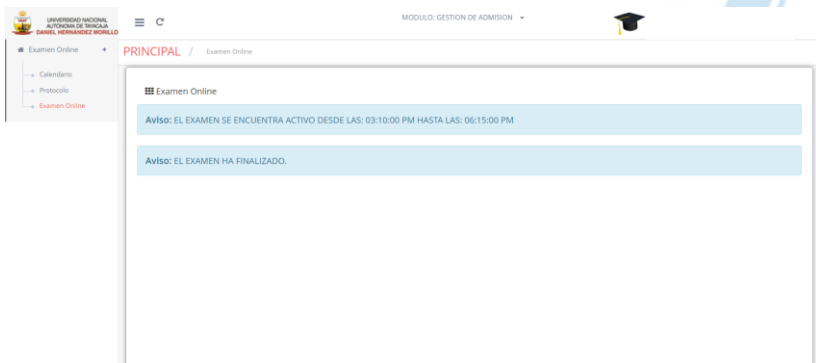 UNIVERSIDAD NACIONAL
AUTÓNOMA DE TAYACAJA
DANIEL HERNÁNDEZ MORILLO
MODULO: GESTION DE ADMISION
Examen Online +
PRINCIPAL / Examen Online
Calendario
Protocolo
Examen Online
Examen Online
Aviso: EL EXAMEN SE ENCUENTRA ACTIVO DESDE LAS: 03:10:00 PM HASTA LAS: 06:15:00 PM
Aviso: EL EXAMEN HA FINALIZADO.